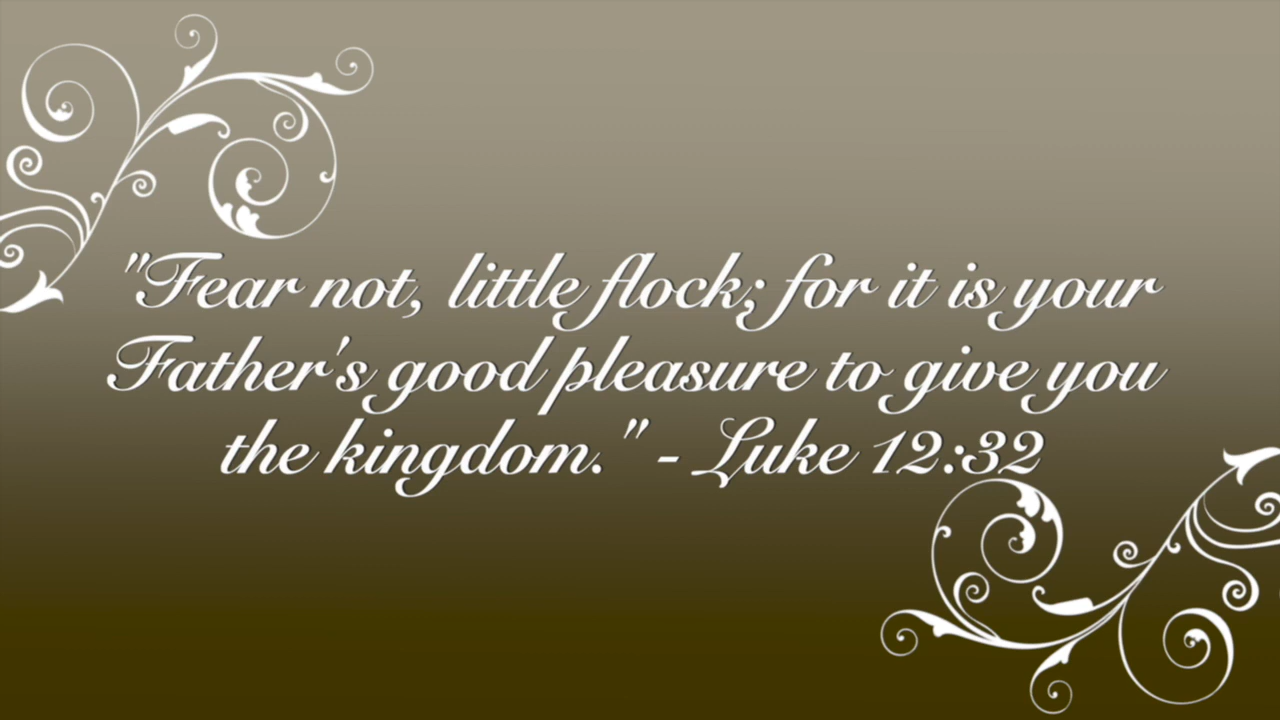 "Fear not, little flock; for it is your
Father's good pleasure to give you
the kingdom." - Luke 12:32